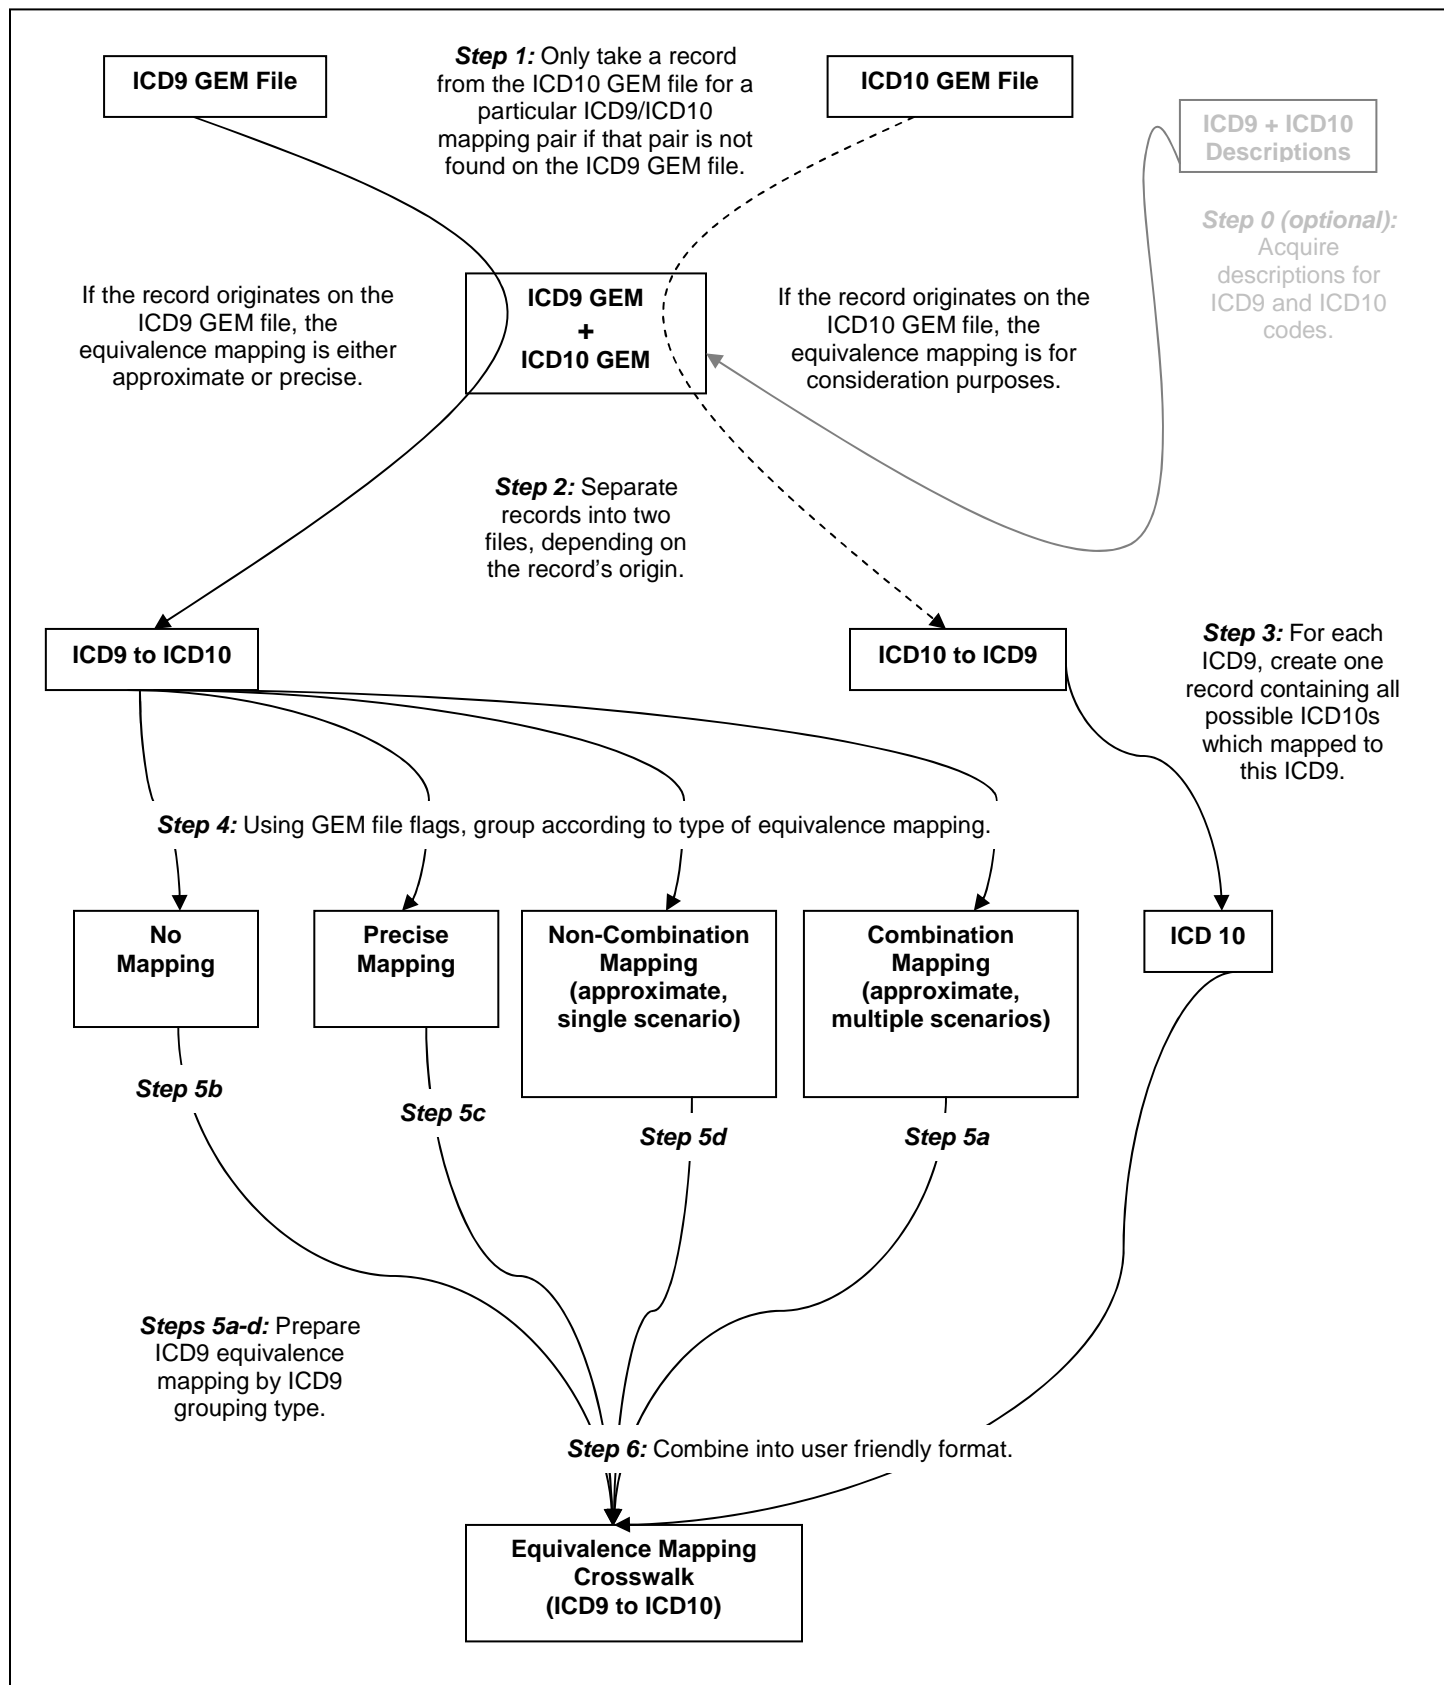 ICD9 GEM File
Step 1: Only take a record
from the ICD10 GEM file for a
particular ICD9/ICD10
mapping pair if that pair is not
found on the ICD9 GEM file.
ICD10 GEM File
ICD9 + ICD10
Descriptions
Step 0 (optional):
Acquire
descriptions for
ICD9 and ICD10
codes.
If the record originates on the
ICD9 GEM file, the
equivalence mapping is either
approximate or precise.
ICD9 GEM
+
ICD10 GEM
If the record originates on the
ICD10 GEM file, the
equivalence mapping is for
consideration purposes.
Step 2: Separate
records into two
files, depending on
the record’s origin.
ICD9 to ICD10
ICD10 to ICD9
Step 3: For each
ICD9, create one
record containing all
possible ICD10s
which mapped to
this ICD9.
Step 4: Using GEM file flags, group according to type of equivalence mapping.
No
Mapping
Precise
Mapping
Non-Combination
Mapping
(approximate,
single scenario)
Combination
Mapping
(approximate,
multiple scenarios)
ICD 10
Step 5b
Step 5c
Step 5d
Step 5a
Steps 5a-d: Prepare
ICD9 equivalence
mapping by ICD9
grouping type.
Step 6: Combine into user friendly format.
Equivalence Mapping
Crosswalk
(ICD9 to ICD10)